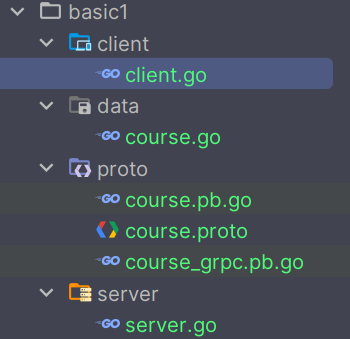 basic1
client
client.go
data
course.go
proto
course.pb.go
course.proto
course_grpc.pb.go
server
server.go